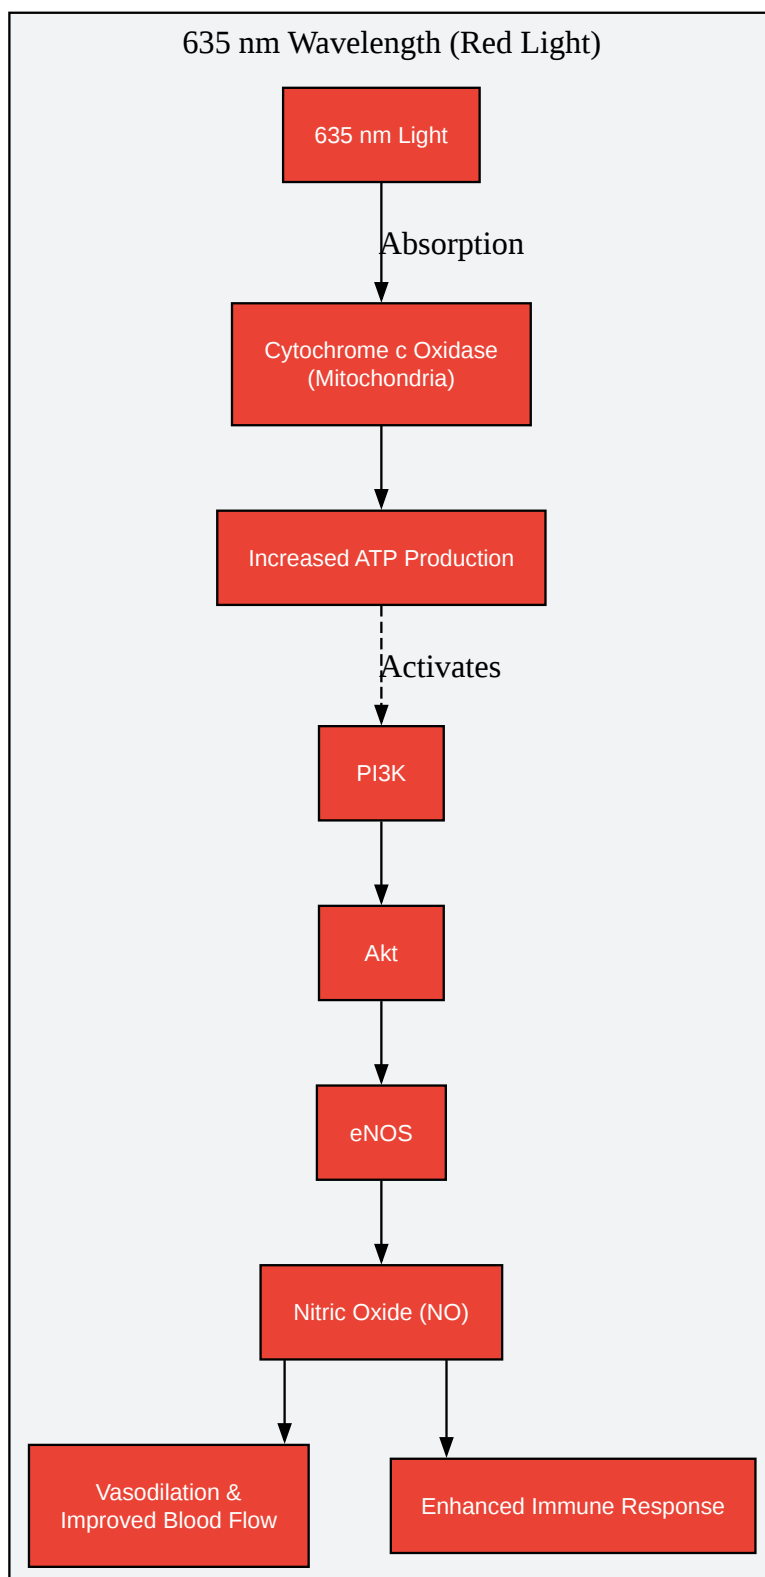 635 nm Wavelength (Red Light)
635 nm Light
Absorption
Cytochrome c Oxidase
(Mitochondria)
Increased ATP Production
Activates
PI3K
Akt
eNOS
Nitric Oxide (NO)
Vasodilation &
Improved Blood Flow
Enhanced Immune Response